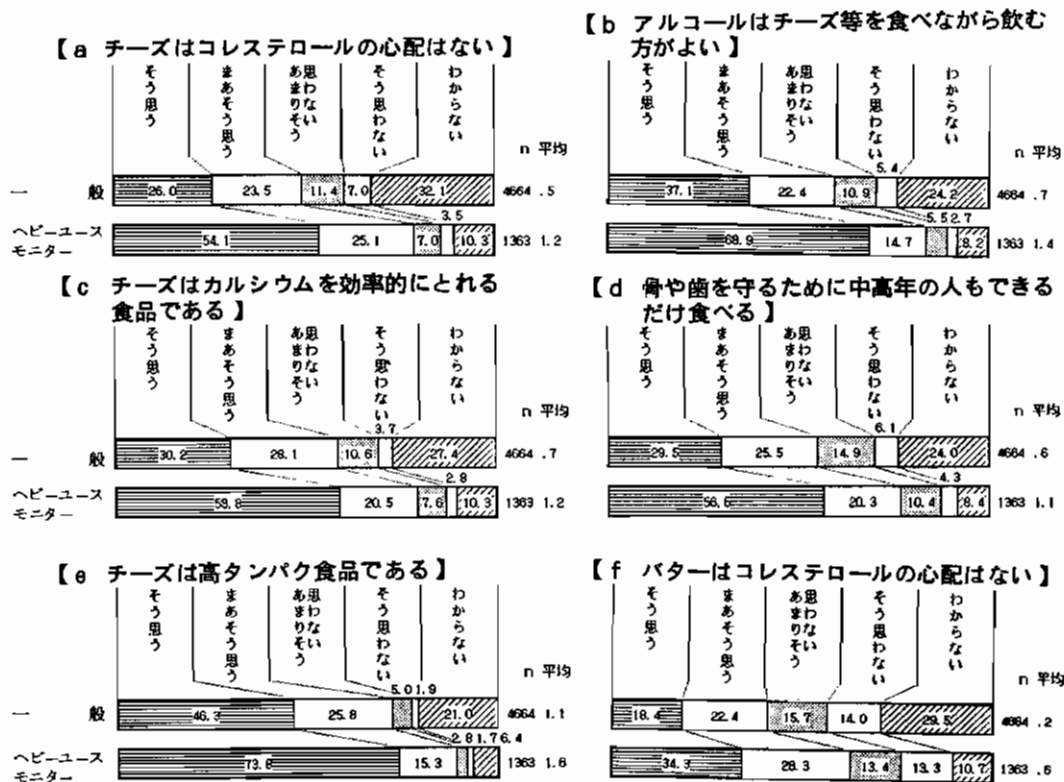 【a チーズはコレステロールの心配はない】
そう思う
まあそう思う
あまりそう
思わない
そう思わない
わからない
n 平均
一般 26.0 23.5 11.4 7.0 32.1 4664 .5
3.5
ヘビーユース
モニター 54.1 25.1 7.0 10.3 1363 1.2
【b アルコールはチーズ等を食べながら飲む
方がよい】
そう思う
まあそう思う
あまりそう
思わない
そう思わない
わからない
n 平均
5.4
一般 37.1 22.4 10.9 24.2 4664 .7
5.5 2.7
ヘビーユース
モニター 68.9 14.7 8.2 1363 1.4
【c チーズはカルシウムを効率的にとれる
食品である】
そう思う
まあそう思う
あまりそう
思わない
そう思わない
わからない
n 平均
3.7
一般 30.2 28.1 10.6 27.4 4664 .7
2.8
ヘビーユース
モニター 58.8 20.5 7.6 10.3 1363 1.2
【d 骨や歯を守るために中高年の人もできる
だけ食べる】
そう思う
まあそう思う
あまりそう
思わない
そう思わない
わからない
n 平均
6.1
一般 29.5 25.5 14.9 24.0 4664 .6
4.3
ヘビーユース
モニター 56.6 20.3 10.4 8.4 1363 1.1
【e チーズは高タンパク食品である】
そう思う
まあそう思う
あまりそう
思わない
そう思わない
わからない
n 平均
5.0 1.9
一般 46.3 25.8 21.0 4664 1.1
2.8 1.7 6.4
ヘビーユース
モニター 73.8 15.3 1363 1.6
【f バターはコレステロールの心配はない】
そう思う
まあそう思う
あまりそう
思わない
そう思わない
わからない
n 平均
一般 18.4 22.4 15.7 14.0 29.5 4664 .2
ヘビーユース
モニター 34.3 28.3 13.4 13.3 10.7 1363 .6